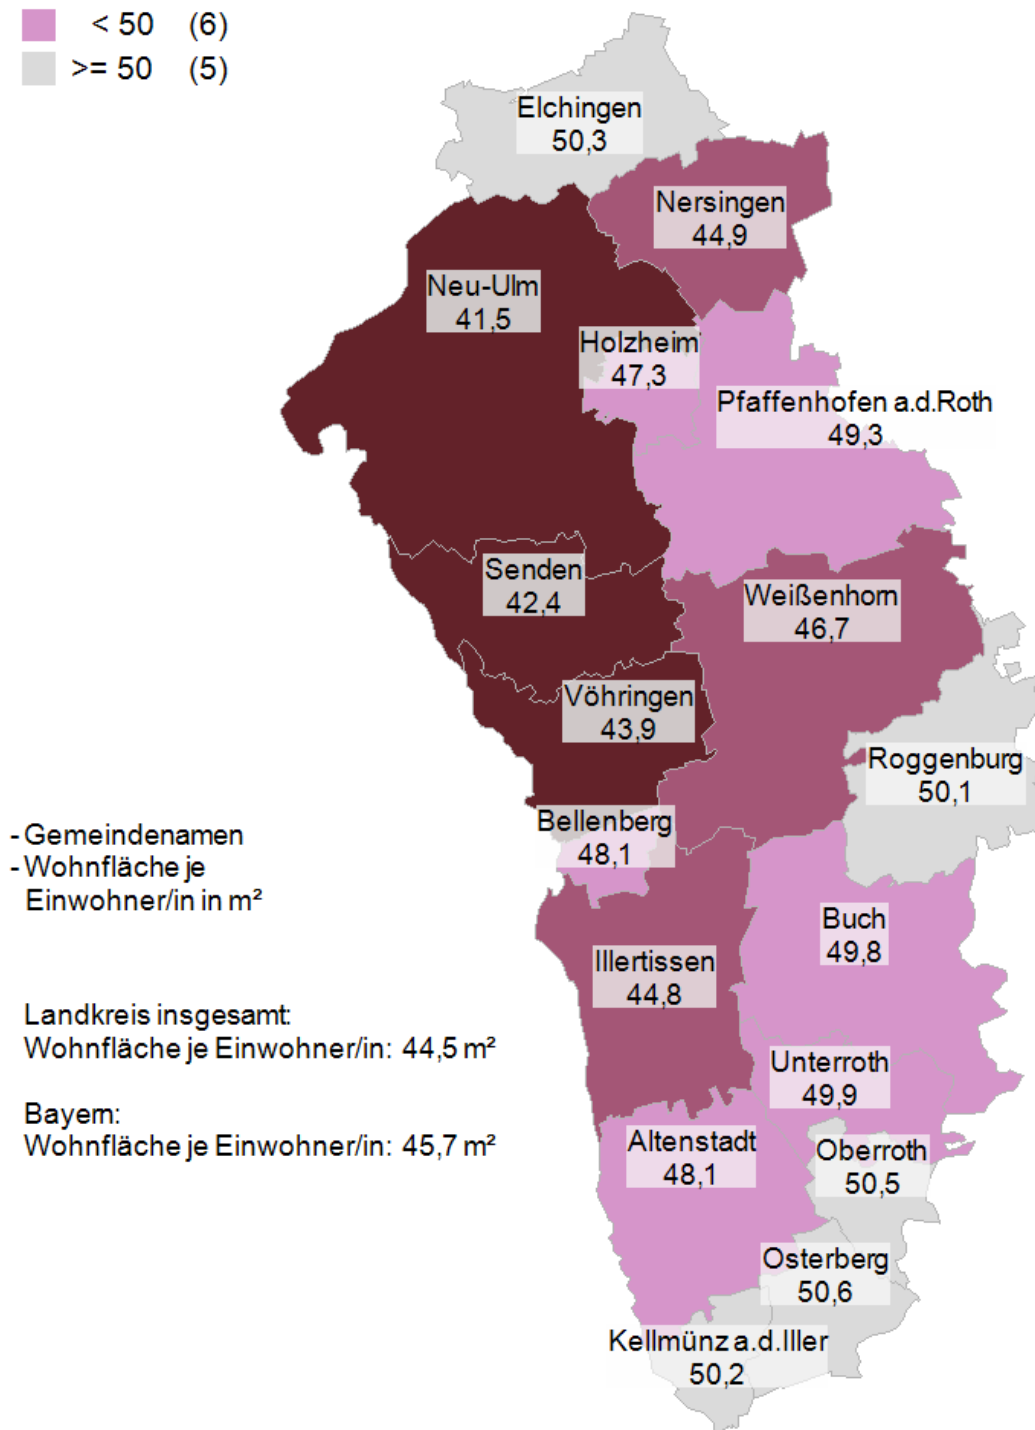 < 50 (6)
>= 50 (5)
Elchingen
50,3
Nersingen
44,9
Neu-Ulm
41,5
Holzheim
47,3
Pfaffenhofen a.d.Roth
49,3
Senden
42,4
Weißenhorn
46,7
Vöhringen
43,9
Roggenburg
50,1
Bellenberg
48,1
- Gemeindenamen
- Wohnfläche je
Einwohner/in in m²
Buch
49,8
Illertissen
44,8
Landkreis insgesamt:
Wohnfläche je Einwohner/in: 44,5 m²
Unterroth
49,9
Bayern:
Wohnfläche je Einwohner/in: 45,7 m²
Altenstadt
48,1
Oberroth
50,5
Osterberg
50,6
Kellmünz a.d.Iller
50,2